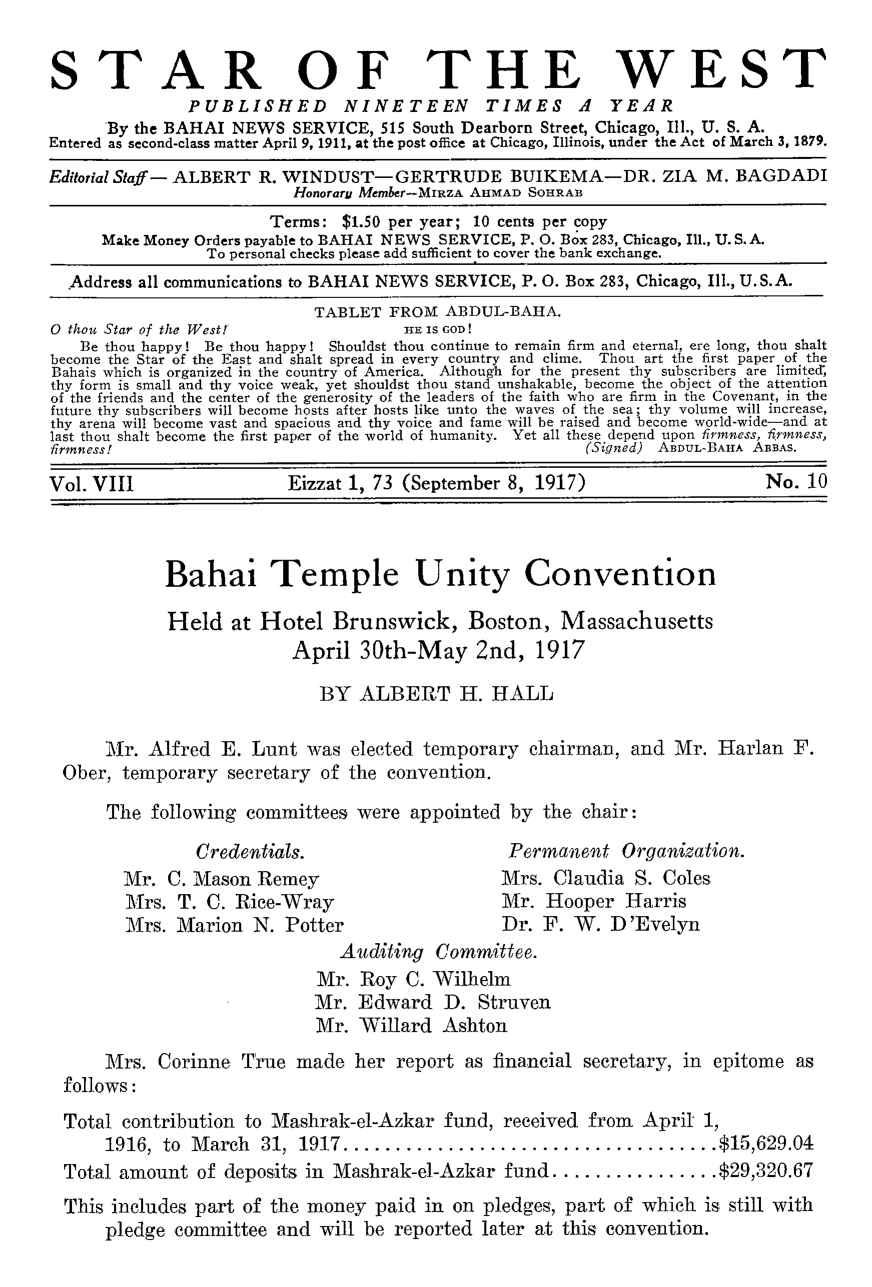 STAR OF THE WEST
PUBLISHED NINETEEN TIMES A YEAR
By the BAHAI NEWS SERVICE, 515 South Dearborn Street, Chicago, Ill., U. S. A.
Entered as second-class matter April 9, 1911, at the post office at Chicago, Illinois, under the Act of March 3, 1879.
Editorial Staff — ALBERT R. WINDUST—GERTRUDE BUIKEMA—DR. ZIA M. BAGDADI
Honorary Member—MIRZA AHMAD SOHRAB
Terms: $1.50 per year; 10 cents per copy
Make Money Orders payable to BAHAI NEWS SERVICE, P. O. Box 283, Chicago, Ill., U. S. A.
To personal checks please add sufficient to cover the bank exchange.
Address all communications to BAHAI NEWS SERVICE, P. O. Box 283, Chicago, Ill., U.S.A.
TABLET FROM ABDUL-BAHA.
O thou Star of the West! HE IS GOD!
Be thou happy! Be thou happy! Shouldst thou continue to remain firm and eternal, ere long, thou shalt
become the Star of the East and shalt spread in every country and clime. Thou art the first paper of the
Bahais which is organized in the country of America. Although for the present thy subscribers are limited,
thy form is small and thy voice weak, yet shouldst thou stand unshakable, become the object of the attention
of the friends and the center of the generosity of the leaders of the faith who are firm in the Covenant, in the
future thy subscribers will become hosts after hosts like unto the waves of the sea; thy volume will increase,
thy arena will become vast and spacious and thy voice and fame will be raised and become world-wide—and at
last thou shalt become the first paper of the world of humanity. Yet all these depend upon firmness, firmness,
firmness! (Signed) ABDUL-BAHA ABBAS.
Vol. VIII Eizzat 1, 73 (September 8, 1917) No. 10
Bahai Temple Unity Convention
Held at Hotel Brunswick, Boston, Massachusetts
April 30th-May 2nd, 1917
BY ALBERT H. HALL
Mr. Alfred E. Lunt was elected temporary chairman, and Mr. Harlan F.
Ober, temporary secretary of the convention.
The following committees were appointed by the chair:
Credentials.
Mr. C. Mason Remey
Mrs. T. C. Rice-Wray
Mrs. Marion N. Potter
Permanent Organization.
Mrs. Claudia S. Coles
Mr. Hooper Harris
Dr. F. W. D'Evelyn
Auditing Committee.
Mr. Roy C. Wilhelm
Mr. Edward D. Struven
Mr. Willard Ashton
Mrs. Corinne True made her report as financial secretary, in epitome as
follows:
Total contribution to Mashrak-el-Azkar fund, received from April 1,
1916, to March 31, 1917....................................$15,629.04
Total amount of deposits in Mashrak-el-Azkar fund................$29,320.67
This includes part of the money paid in on pledges, part of which is still with
pledge committee and will be reported later at this convention.